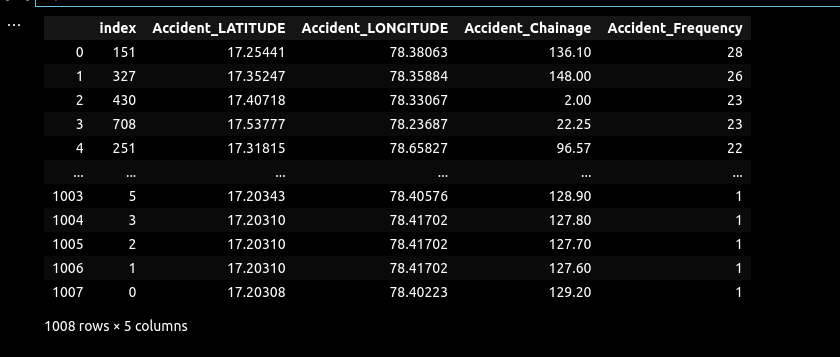 ...
index Accident_LATITUDE Accident_LONGITUDE Accident_Chainage Accident_Frequency
0 151 17.25441 78.38063 136.10 28
1 327 17.35247 78.35884 148.00 26
2 430 17.40718 78.33067 2.00 23
3 708 17.53777 78.23687 22.25 23
4 251 17.31815 78.65827 96.57 22
... ... ... ... ... ...
1003 5 17.20343 78.40576 128.90 1
1004 3 17.20310 78.41702 127.80 1
1005 2 17.20310 78.41702 127.70 1
1006 1 17.20310 78.41702 127.60 1
1007 0 17.20308 78.40223 129.20 1
1008 rows × 5 columns